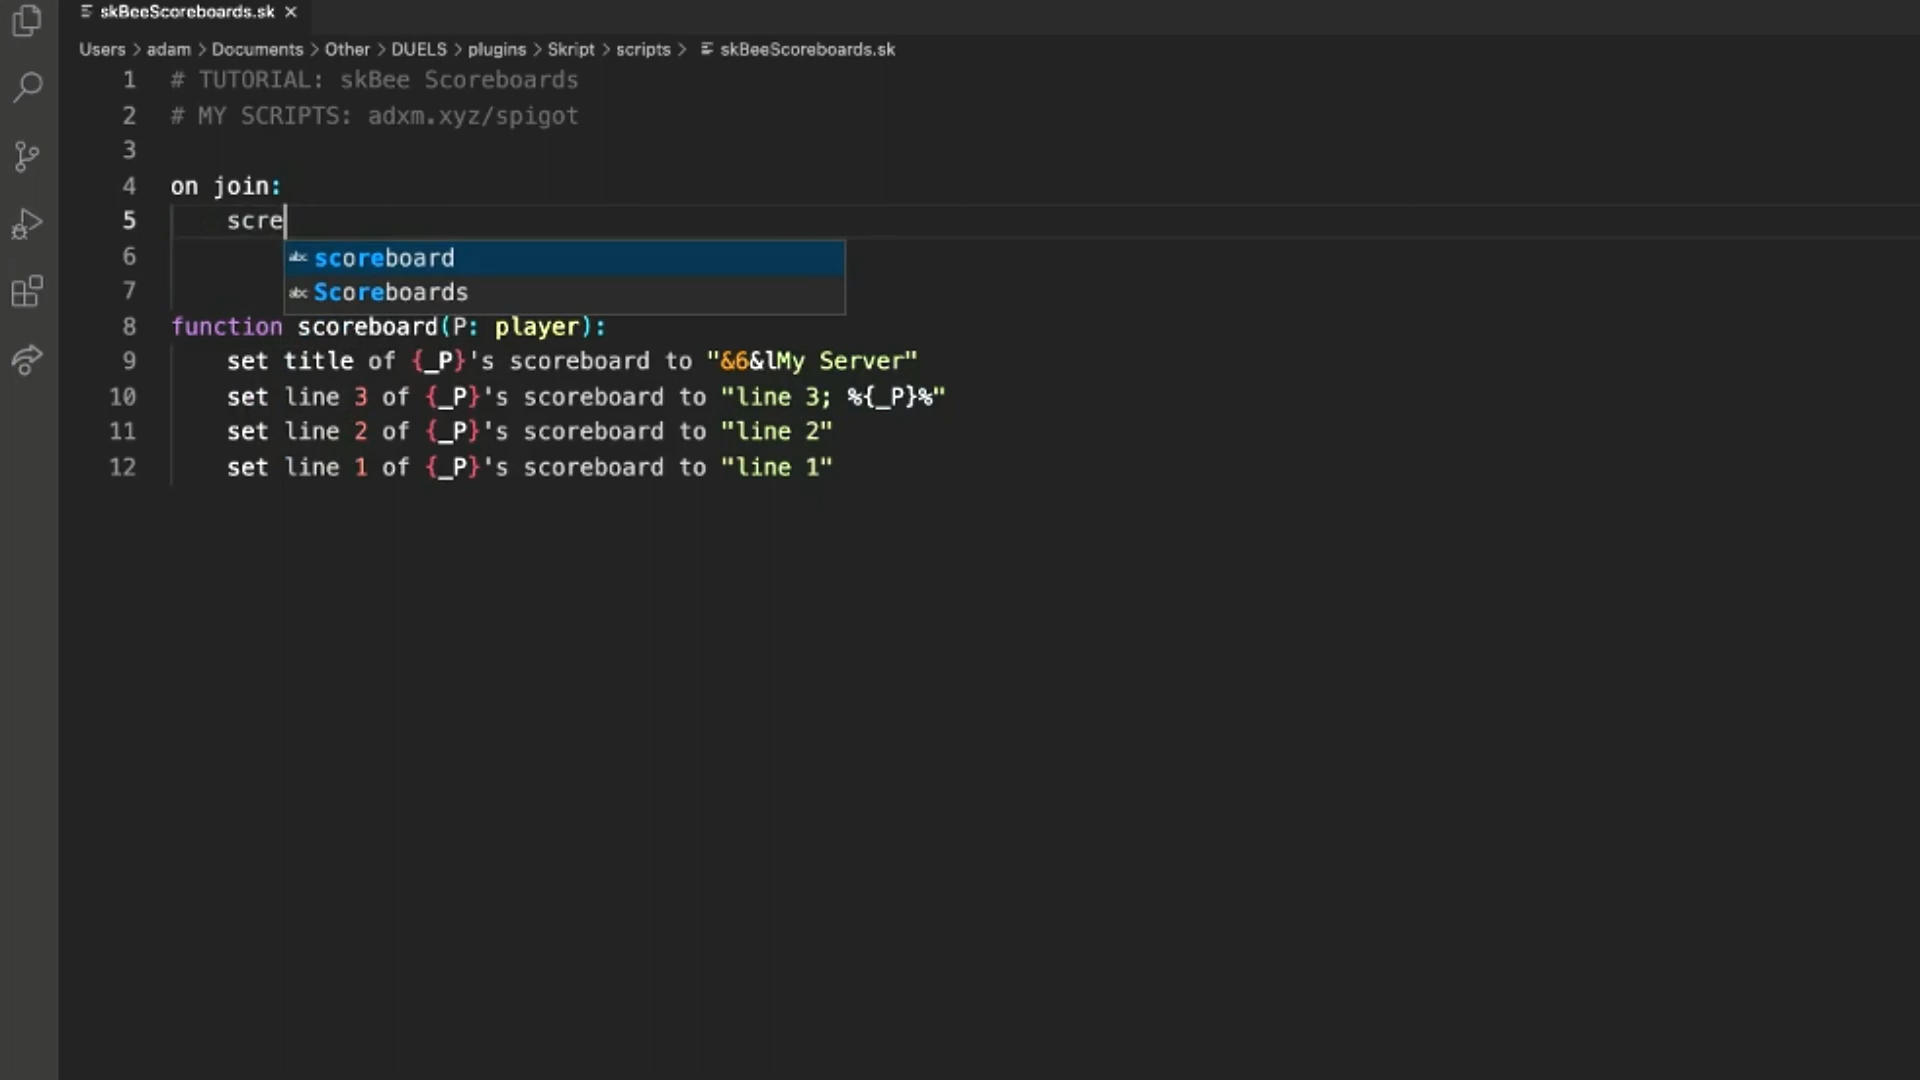 skBeeScoreboards.sk
Users > adam > Documents > Other > DUELS > plugins > Skript > scripts > skBeeScoreboards.sk
1 # TUTORIAL: skBee Scoreboards
2 # MY SCRIPTS: adxm.xyz/spigot
3
4 on join:
5 scre
6 abc scoreboard
7 abc Scoreboards
8 function scoreboard(P: player):
9 set title of {_P}'s scoreboard to "&6&lMy Server"
10 set line 3 of {_P}'s scoreboard to "line 3; %{_P}%"
11 set line 2 of {_P}'s scoreboard to "line 2"
12 set line 1 of {_P}'s scoreboard to "line 1"